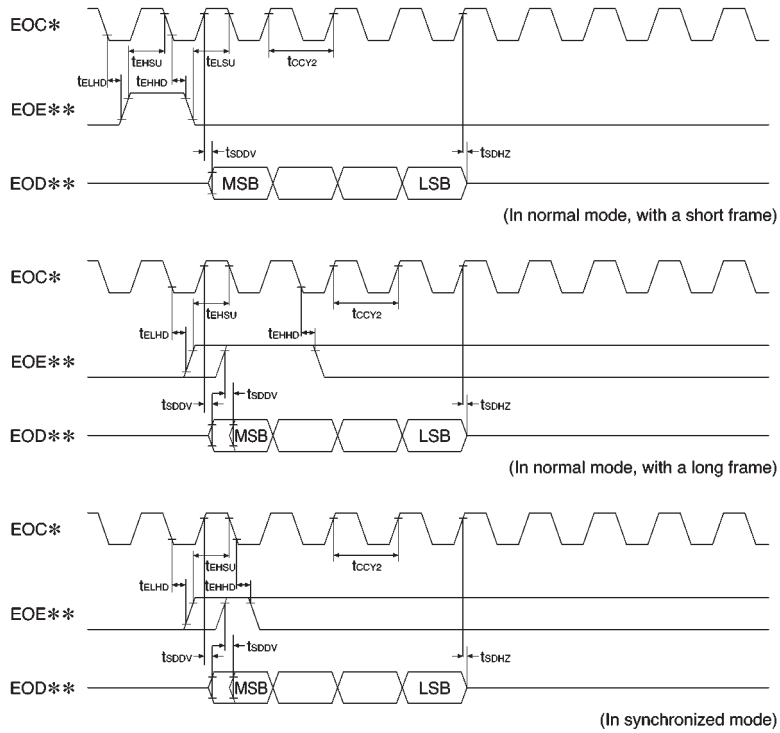 EOC*
tEHSU tELSU tCCY2
tELHD tEHHD
EOE**
tSDDV tSDHZ
EOD** MSB LSB
(In normal mode, with a short frame)
EOC*
tEHSU tCCY2
tELHD tEHHD
EOE**
tSDDV tSDDV tSDHZ
EOD** MSB LSB
(In normal mode, with a long frame)
EOC*
tEHSU tCCY2
tELHD tEHHD
EOE**
tSDDV tSDDV tSDHZ
EOD** MSB LSB
(In synchronized mode)